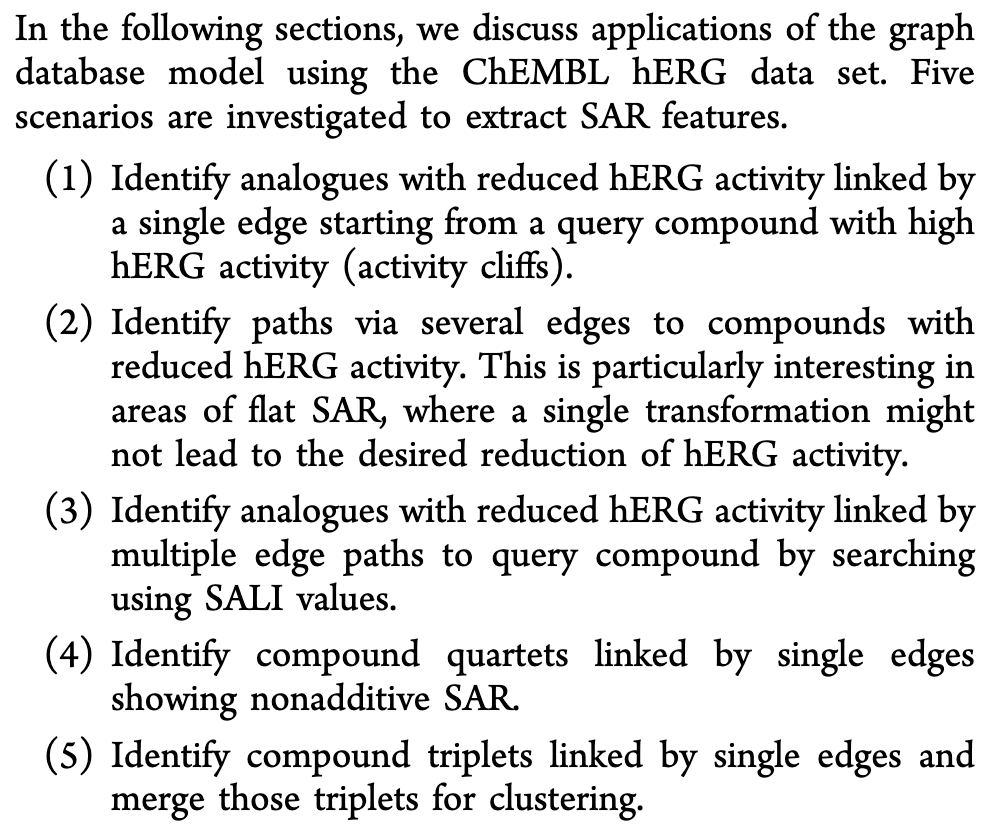 In the following sections, we discuss applications of the graph
database model using the ChEMBL hERG data set. Five
scenarios are investigated to extract SAR features.
(1) Identify analogues with reduced hERG activity linked by
a single edge starting from a query compound with high
hERG activity (activity cliffs).
(2) Identify paths via several edges to compounds with
reduced hERG activity. This is particularly interesting in
areas of flat SAR, where a single transformation might
not lead to the desired reduction of hERG activity.
(3) Identify analogues with reduced hERG activity linked by
multiple edge paths to query compound by searching
using SALI values.
(4) Identify compound quartets linked by single edges
showing nonadditive SAR.
(5) Identify compound triplets linked by single edges and
merge those triplets for clustering.